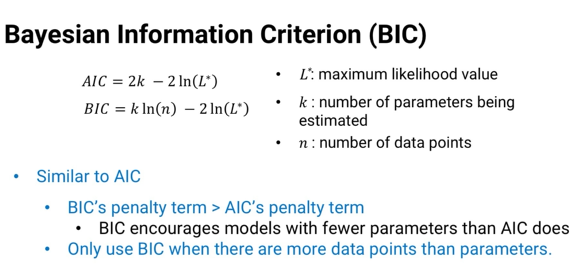 Bayesian Information Criterion (BIC)
AIC = 2k − 2 ln(L*)
BIC = k ln(n) − 2 ln(L*)
• L*: maximum likelihood value
• k : number of parameters being
estimated
• n : number of data points
• Similar to AIC
• BIC's penalty term > AIC's penalty term
• BIC encourages models with fewer parameters than AIC does
• Only use BIC when there are more data points than parameters.